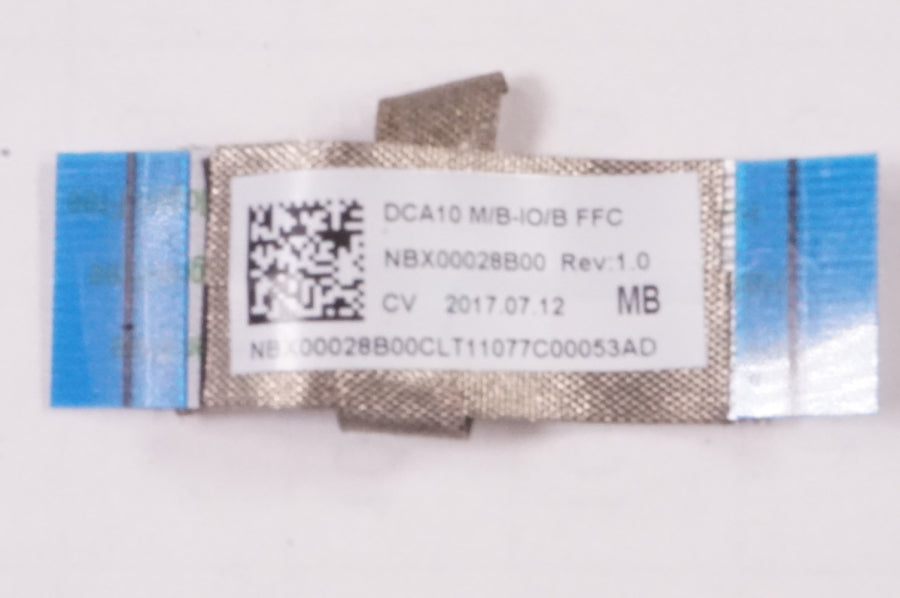 DCA10 M/B-IO/B FFC
NBX00028B00 Rev:1.0
CV 2017.07.12 MB
NBX00028B00CLT11077C00053AD